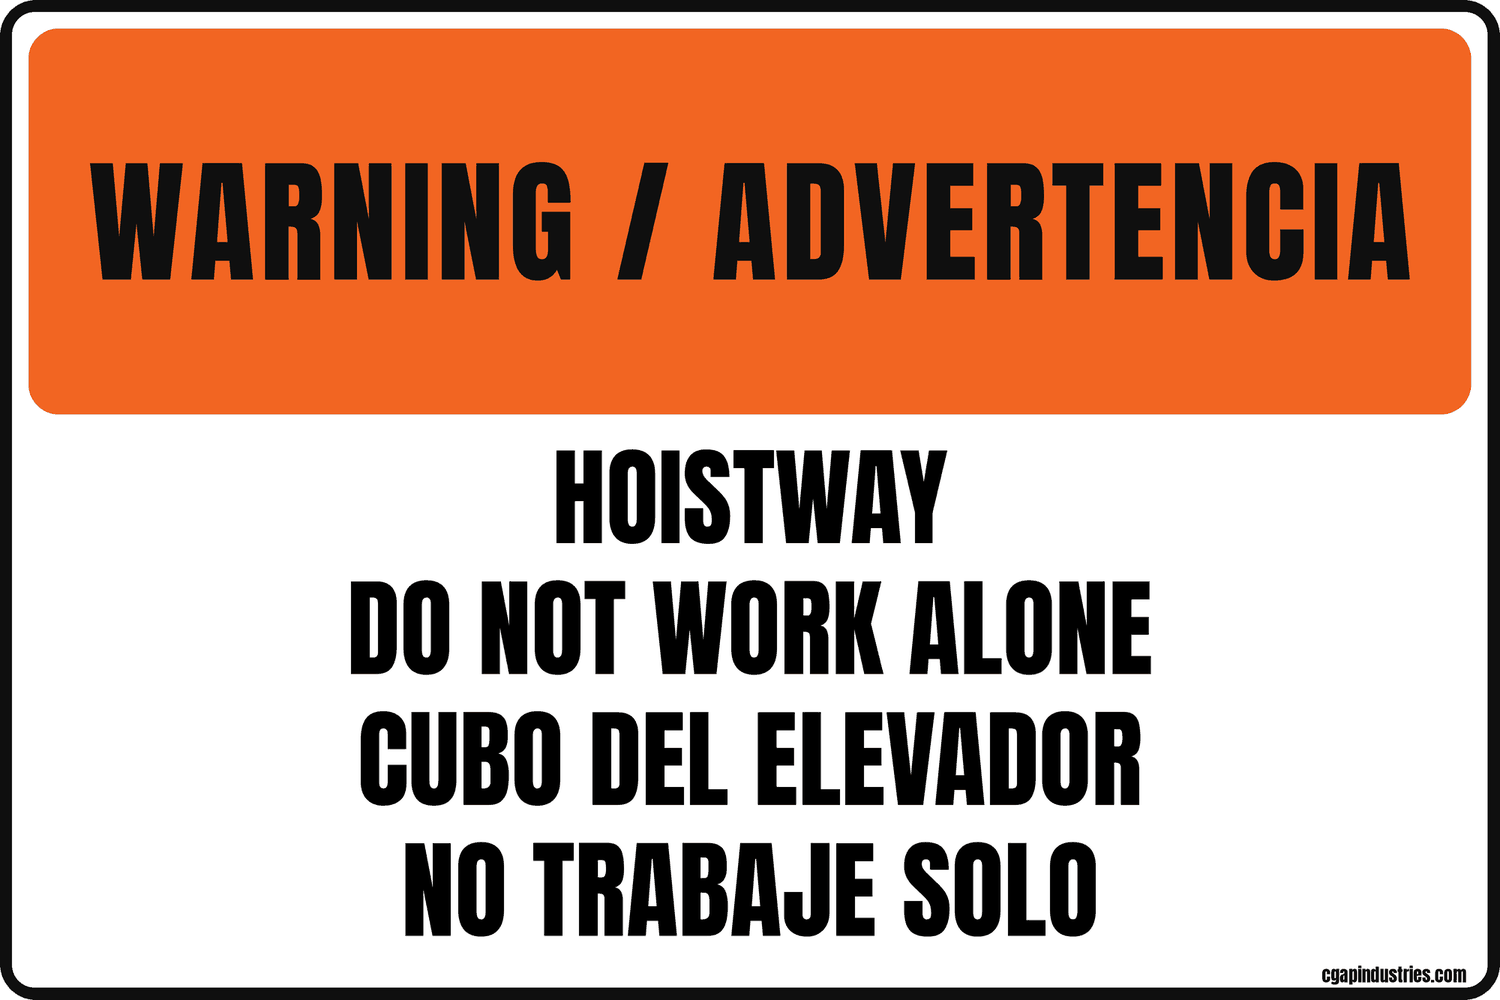 WARNING / ADVERTENCIA
HOISTWAY
DO NOT WORK ALONE
CUBO DEL ELEVADOR
NO TRABAJE SOLO
cgapindustries.com